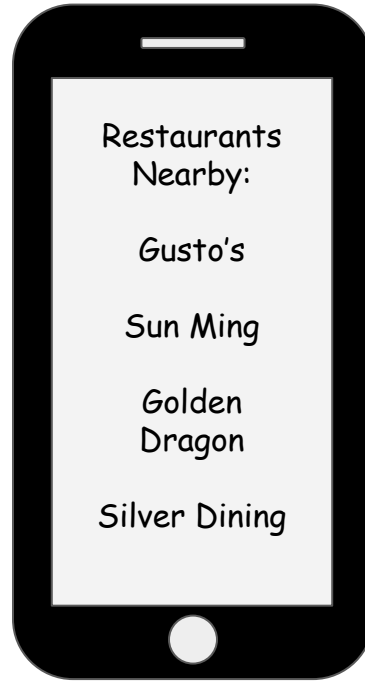 Restaurants
Nearby:
Gusto's
Sun Ming
Golden
Dragon
Silver Dining